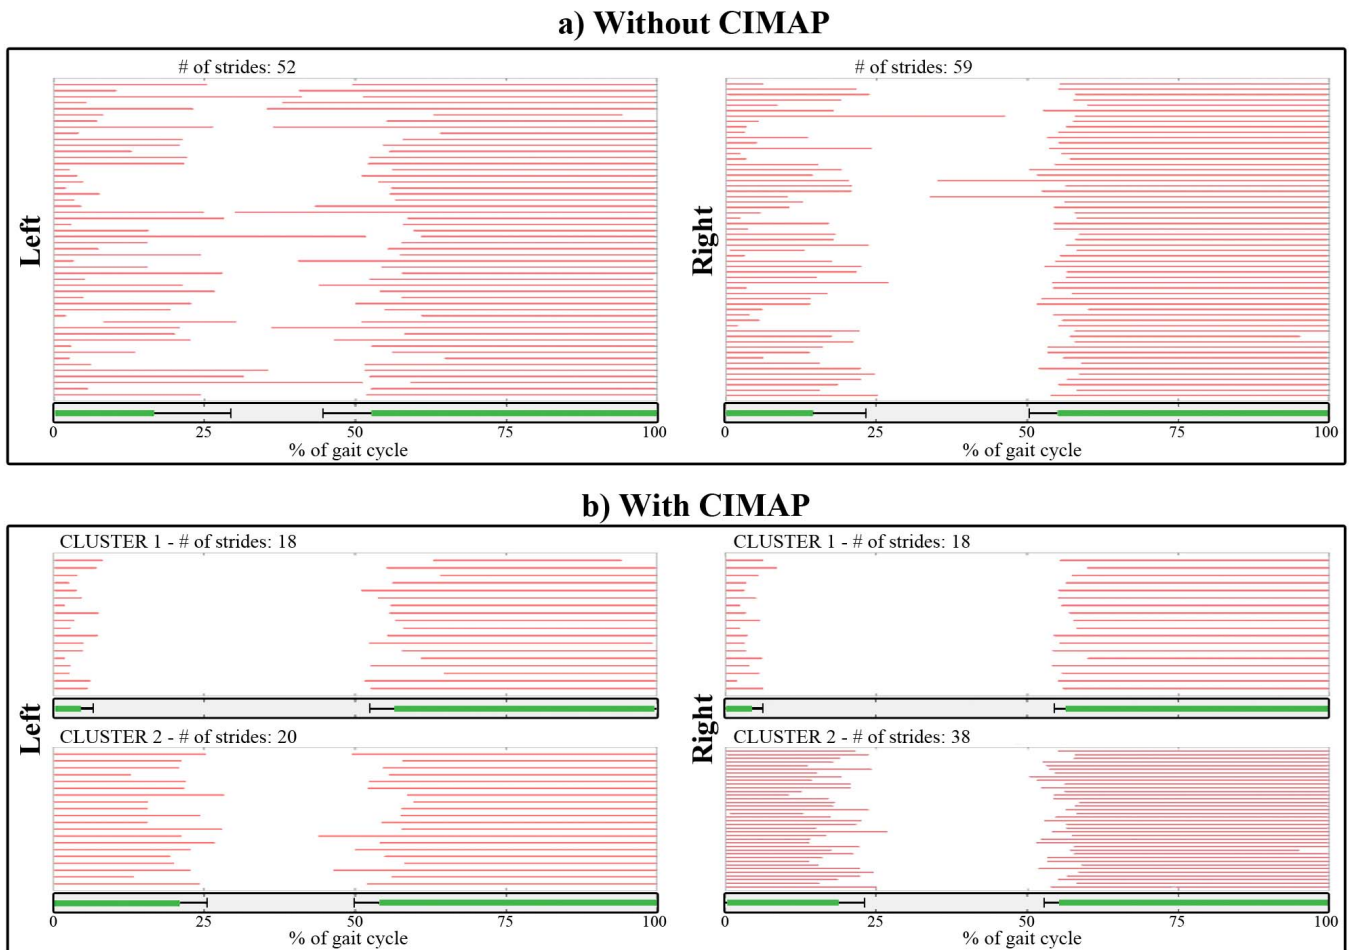 a) Without CIMAP
# of strides: 52
# of strides: 59
Left
Right
0 25 50 75 100
0 25 50 75 100
% of gait cycle
% of gait cycle
b) With CIMAP
CLUSTER 1 - # of strides: 18
CLUSTER 1 - # of strides: 18
Left
Right
CLUSTER 2 - # of strides: 20
CLUSTER 2 - # of strides: 38
0 25 50 75 100
0 25 50 75 100
% of gait cycle
% of gait cycle